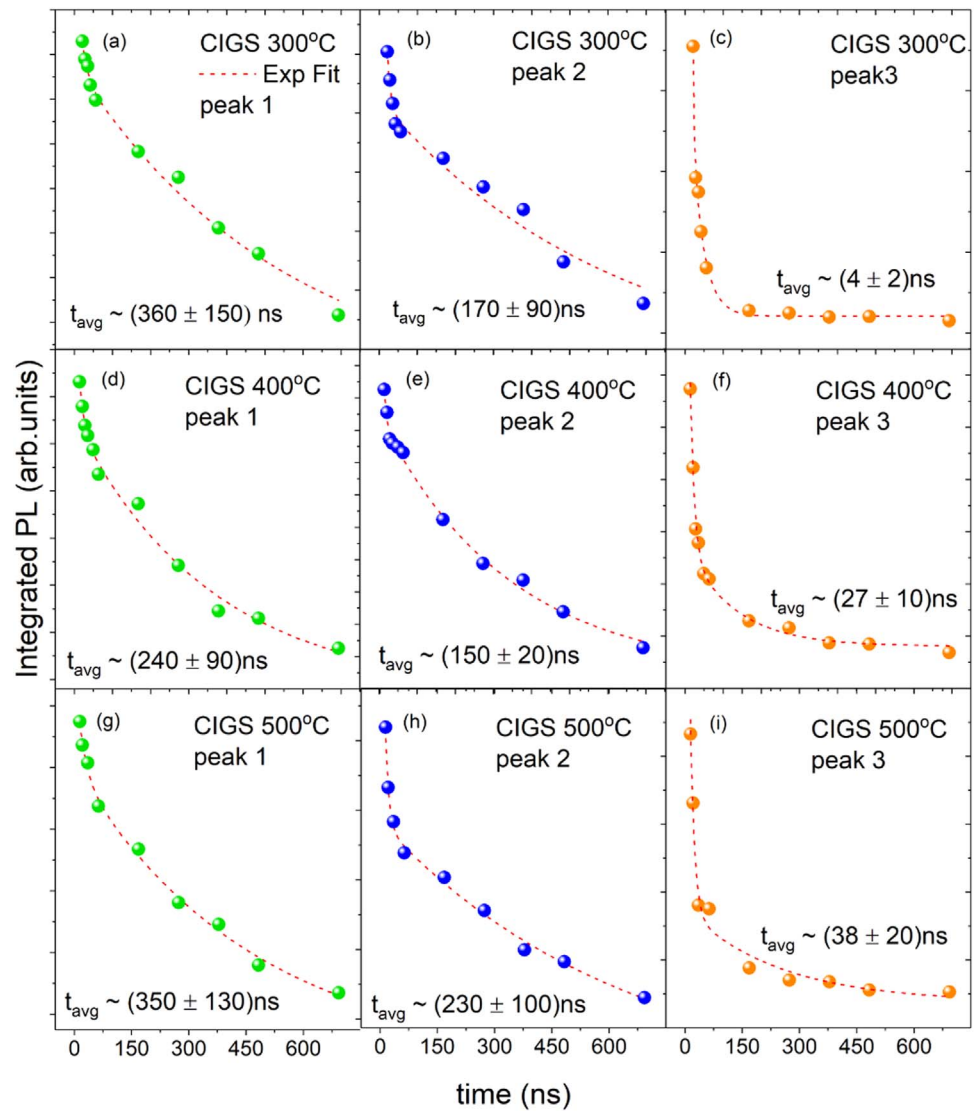 (a) CIGS 300°C
Exp Fit
peak 1
t_avg ~ (360 ± 150) ns
(b) CIGS 300°C
peak 2
t_avg ~ (170 ± 90)ns
(c) CIGS 300°C
peak3
t_avg ~ (4 ± 2)ns
(d) CIGS 400°C
peak 1
t_avg ~ (240 ± 90)ns
(e) CIGS 400°C
peak 2
t_avg ~ (150 ± 20)ns
(f) CIGS 400°C
peak 3
t_avg ~ (27 ± 10)ns
(g) CIGS 500°C
peak 1
t_avg ~ (350 ± 130)ns
(h) CIGS 500°C
peak 2
t_avg ~ (230 ± 100)ns
(i) CIGS 500°C
peak 3
t_avg ~ (38 ± 20)ns
Integrated PL (arb.units)
0 150 300 450 600 0 150 300 450 600 0 150 300 450 600
time (ns)